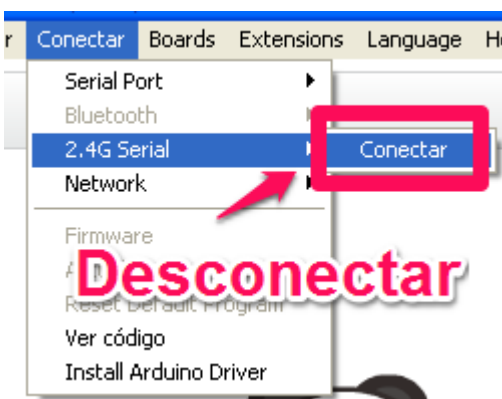 Conectar Boards Extensions Language
Serial Port
Bluetooth
2.4G Serial Conectar
Network
Firmware
Desconectar
Reset Default Program
Ver código
Install Arduino Driver